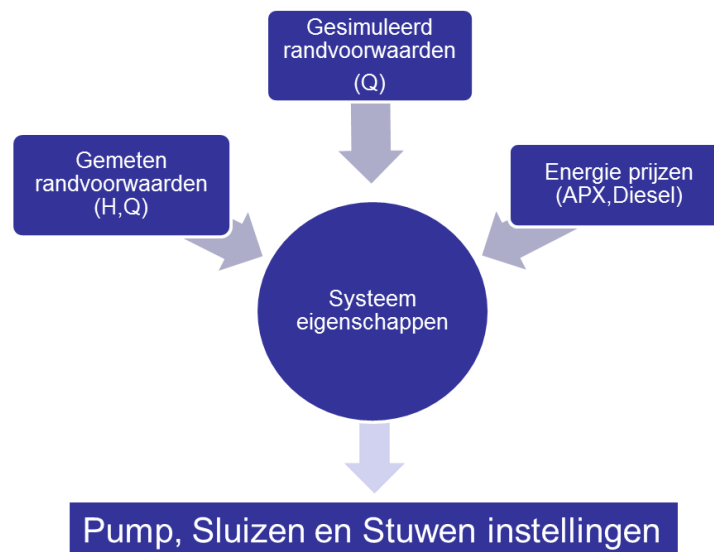 Gesimuleerd
randvoorwaarden
(Q)
Gemeten
randvoorwaarden
(H,Q)
Energie prijzen
(APX,Diesel)
Systeem
eigenschappen
Pump, Sluizen en Stuwen instellingen